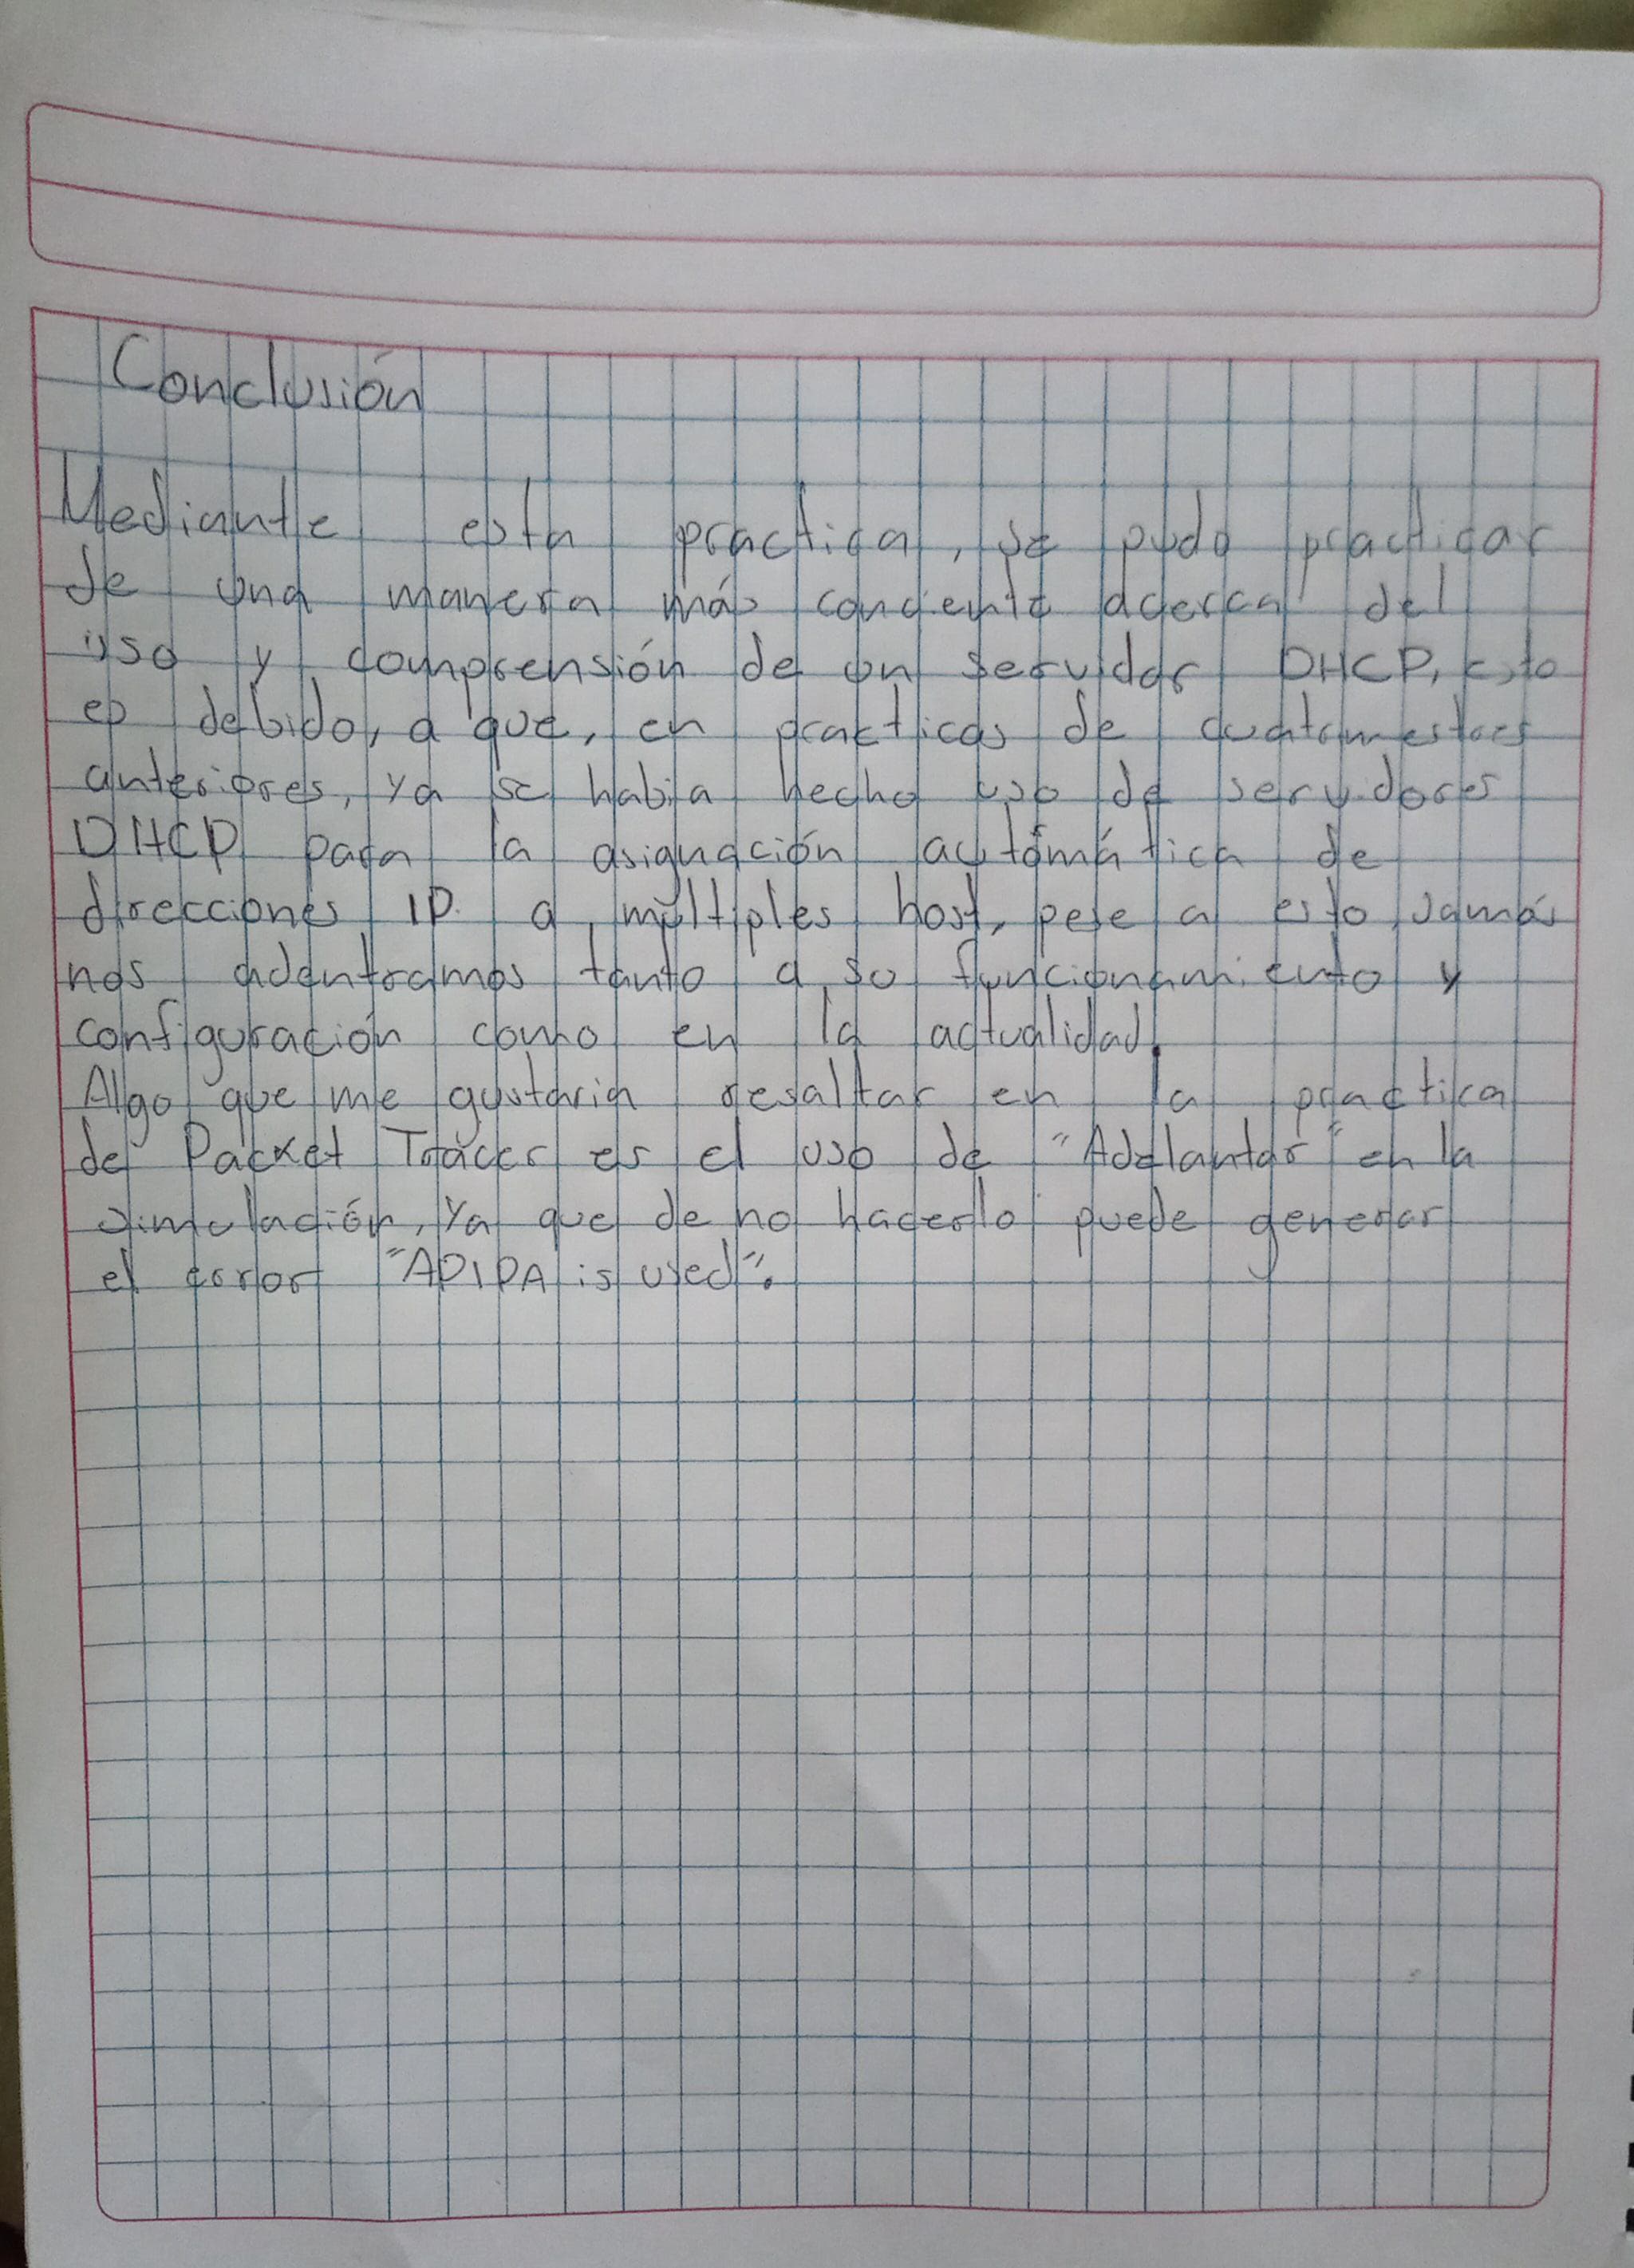 Conclusión
Mediante esta practica, se pudo practicar
de una manera más conciente acerca del
uso y comprensión de un servidor DHCP, esto
es debido, a que, en practicas de cuatrimestres
anteriores, ya se habia hecho uso de servidores
DHCP para la asignación automática de
direcciones IP a multiples host, pese a esto jamás
nos adentramos tanto a su funcionamiento y
configuración como en la actualidad.
Algo que me gustaria resaltar en la practica
de Packet Tracer es el uso de "Adelantar" en la
simulación, ya que de no hacerlo puede generar
el error "APIPA is used".